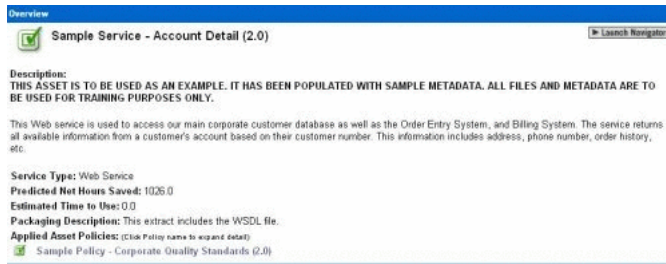 Overview
Sample Service - Account Detail (2.0)
Launch Navigator
Description:
THIS ASSET IS TO BE USED AS AN EXAMPLE. IT HAS BEEN POPULATED WITH SAMPLE METADATA. ALL FILES AND METADATA ARE TO
BE USED FOR TRAINING PURPOSES ONLY.
This Web service is used to access our main corporate customer database as well as the Order Entry System, and Billing System. The service returns
all available information from a customer's account based on their customer number. This information includes address, phone number, order history,
etc.
Service Type: Web Service
Predicted Net Hours Saved: 1026.0
Estimated Time to Use: 0.0
Packaging Description: This extract includes the WSDL file.
Applied Asset Policies: (Click Policy name to expand detail)
Sample Policy - Corporate Quality Standards (2.0)